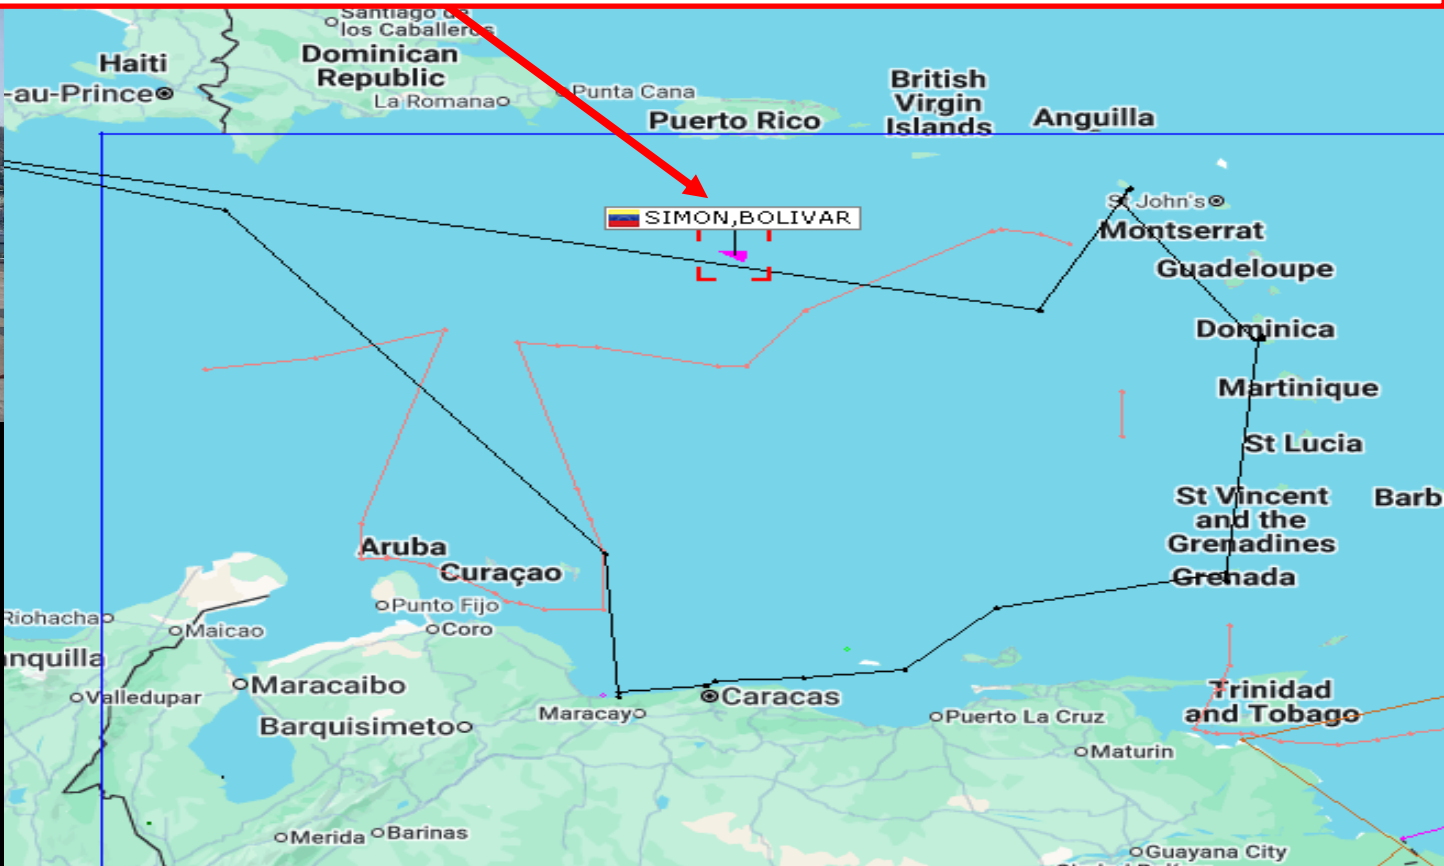 Santiago de
los Caballeros
Haiti
Dominican
Republic
-au-Prince
La Romana
Punta Cana
British
Virgin
Islands
Puerto Rico
Anguilla
St John's
SIMON,BOLIVAR
Montserrat
Guadeloupe
Dominica
Martinique
St Lucia
St Vincent
and the
Grenadines
Barb
Grenada
Aruba
Curaçao
Punto Fijo
Coro
Riohacha
Maicao
nquilla
Valledupar
Maracaibo
Barquisimeto
Maracay
Caracas
Puerto La Cruz
Trinidad
and Tobago
Maturin
Merida
Barinas
Guayana City